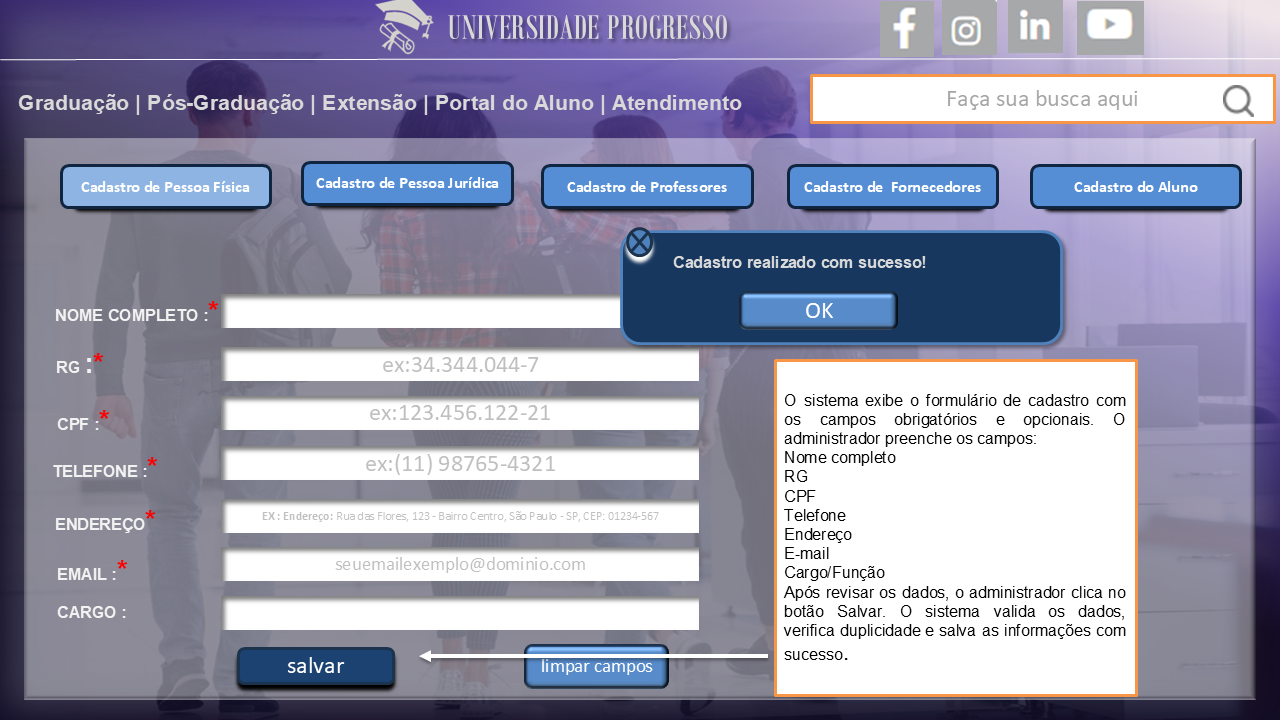 UNIVERSIDADE PROGRESSO
Graduação | Pós-Graduação | Extensão | Portal do Aluno | Atendimento
Faça sua busca aqui
Cadastro de Pessoa Física
Cadastro de Pessoa Jurídica
Cadastro de Professores
Cadastro de  Fornecedores
Cadastro do Aluno
Cadastro realizado com sucesso!
OK
NOME COMPLETO :*
RG :*
ex:34.344.044-7
CPF :*
ex:123.456.122-21
TELEFONE :*
ex:(11) 98765-4321
ENDEREÇO*
EX : Endereço: Rua das Flores, 123 - Bairro Centro, São Paulo - SP, CEP: 01234-567
EMAIL :*
seuemailexemplo@dominio.com
CARGO :
salvar
limpar campos
O sistema exibe o formulário de cadastro com
os campos obrigatórios e opcionais. O
administrador preenche os campos:
Nome completo
RG
CPF
Telefone
Endereço
E-mail
Cargo/Função
Após revisar os dados, o administrador clica no
botão Salvar. O sistema valida os dados,
verifica duplicidade e salva as informações com
sucesso.